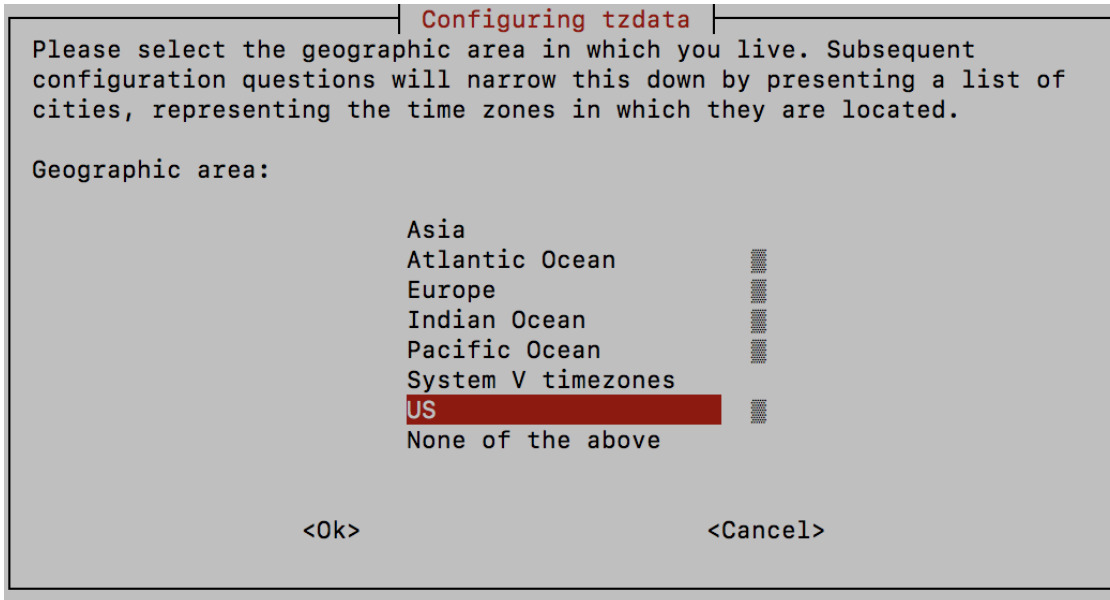 Configuring tzdata
Please select the geographic area in which you live. Subsequent
configuration questions will narrow this down by presenting a list of
cities, representing the time zones in which they are located.
Geographic area:
Asia
Atlantic Ocean
Europe
Indian Ocean
Pacific Ocean
System V timezones
US
None of the above
<Ok> <Cancel>